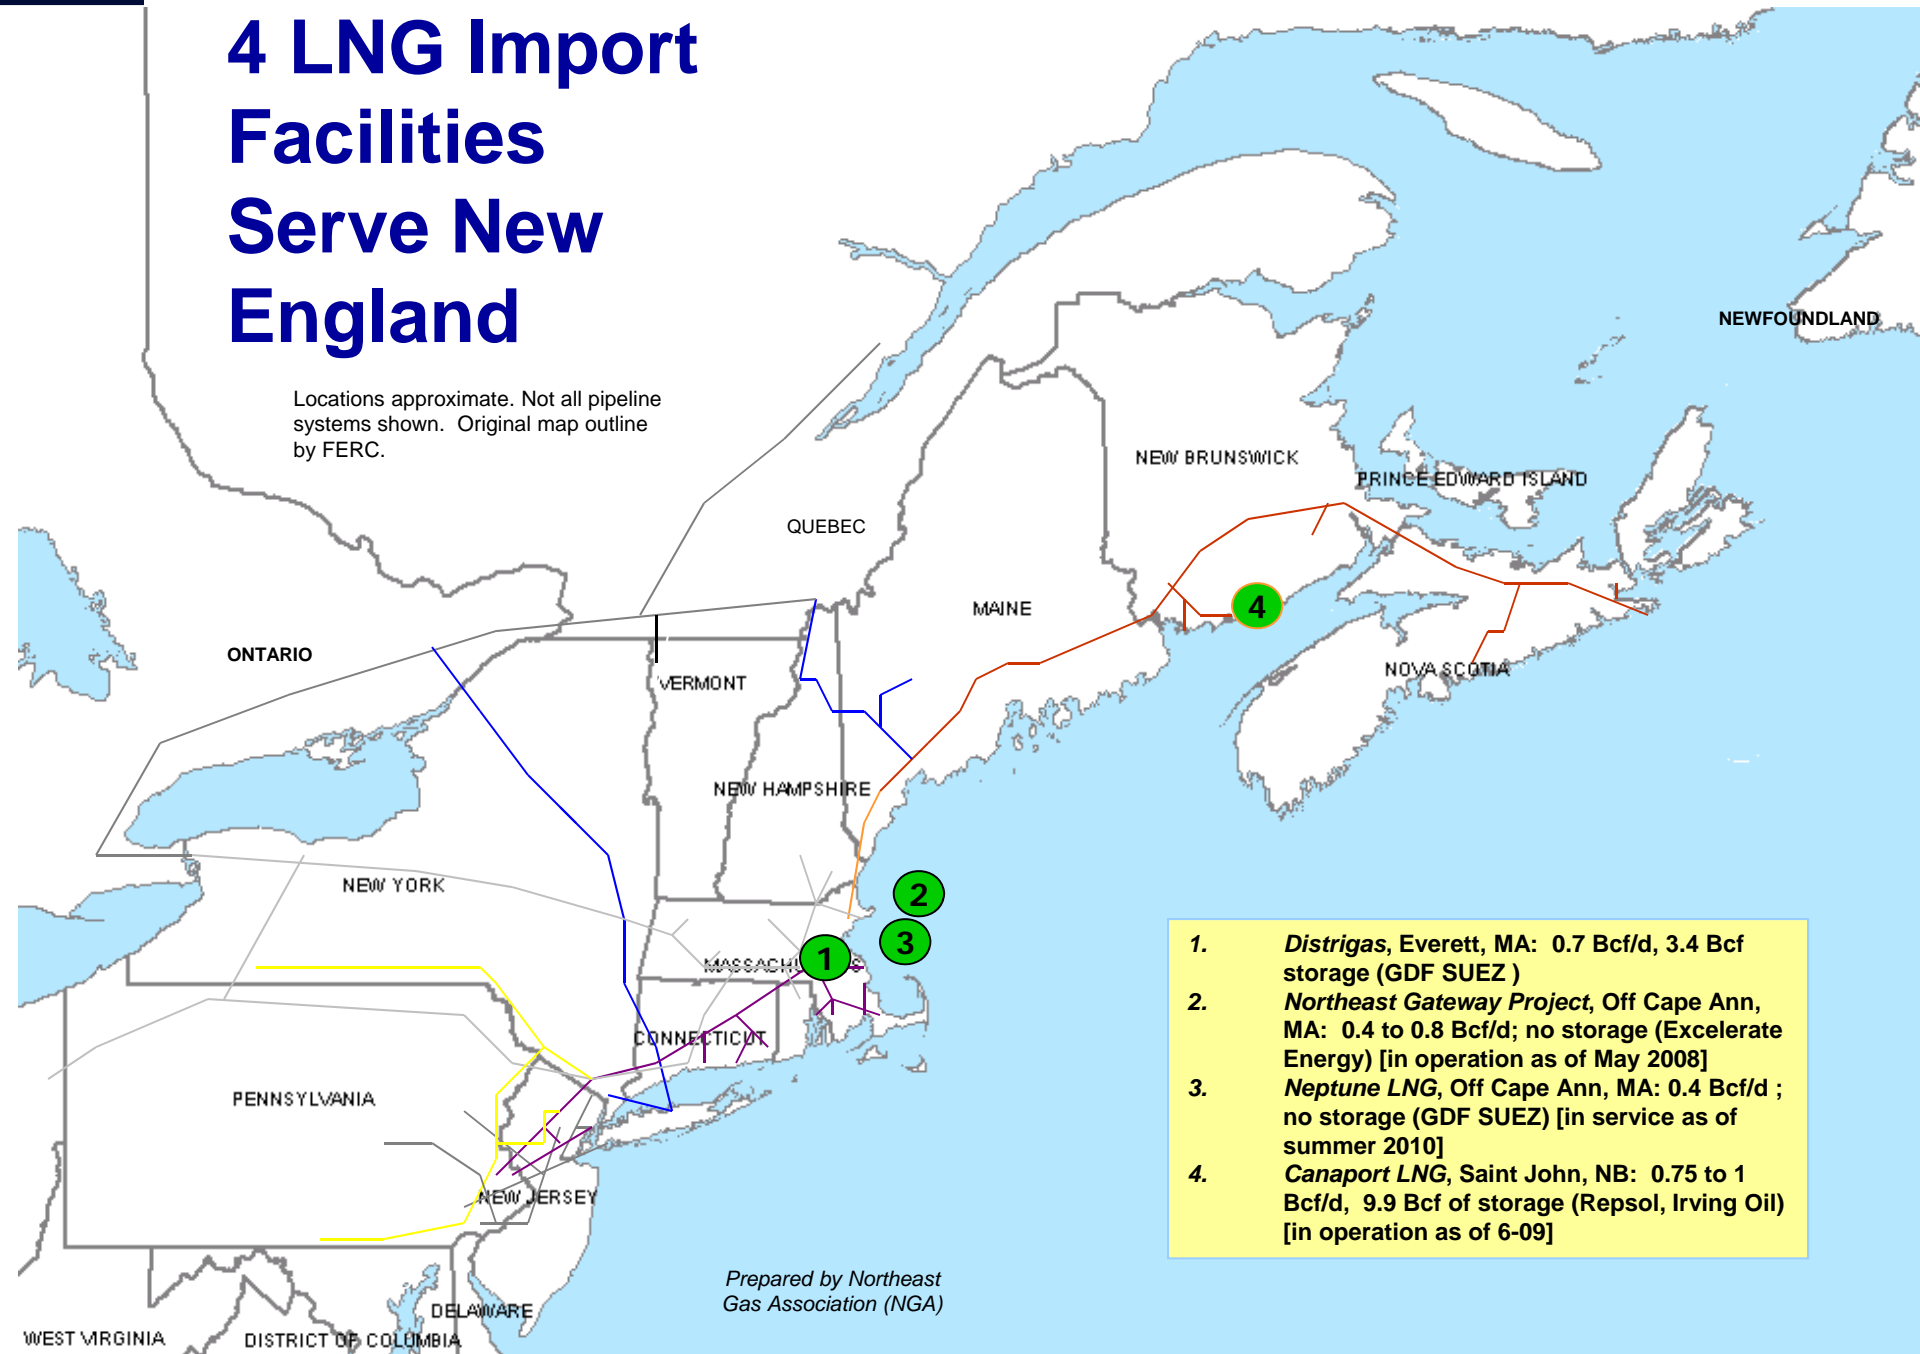 4 LNG Import
Facilities
Serve New
England
Locations approximate. Not all pipeline
systems shown. Original map outline
by FERC.
NEWFOUNDLAND
NEW BRUNSWICK
PRINCE EDWARD ISLAND
QUEBEC
MAINE
4
ONTARIO
NOVA SCOTIA
VERMONT
NEW HAMPSHIRE
NEW YORK
2
3
1
MASSACHUSETTS
CONNECTICUT
PENNSYLVANIA
NEW JERSEY
DELAWARE
WEST VIRGINIA
DISTRICT OF COLUMBIA
1. Distrigas, Everett, MA: 0.7 Bcf/d, 3.4 Bcf
storage (GDF SUEZ )
2. Northeast Gateway Project, Off Cape Ann,
MA: 0.4 to 0.8 Bcf/d; no storage (Excelerate
Energy) [in operation as of May 2008]
3. Neptune LNG, Off Cape Ann, MA: 0.4 Bcf/d ;
no storage (GDF SUEZ) [in service as of
summer 2010]
4. Canaport LNG, Saint John, NB: 0.75 to 1
Bcf/d, 9.9 Bcf of storage (Repsol, Irving Oil)
[in operation as of 6-09]
Prepared by Northeast
Gas Association (NGA)